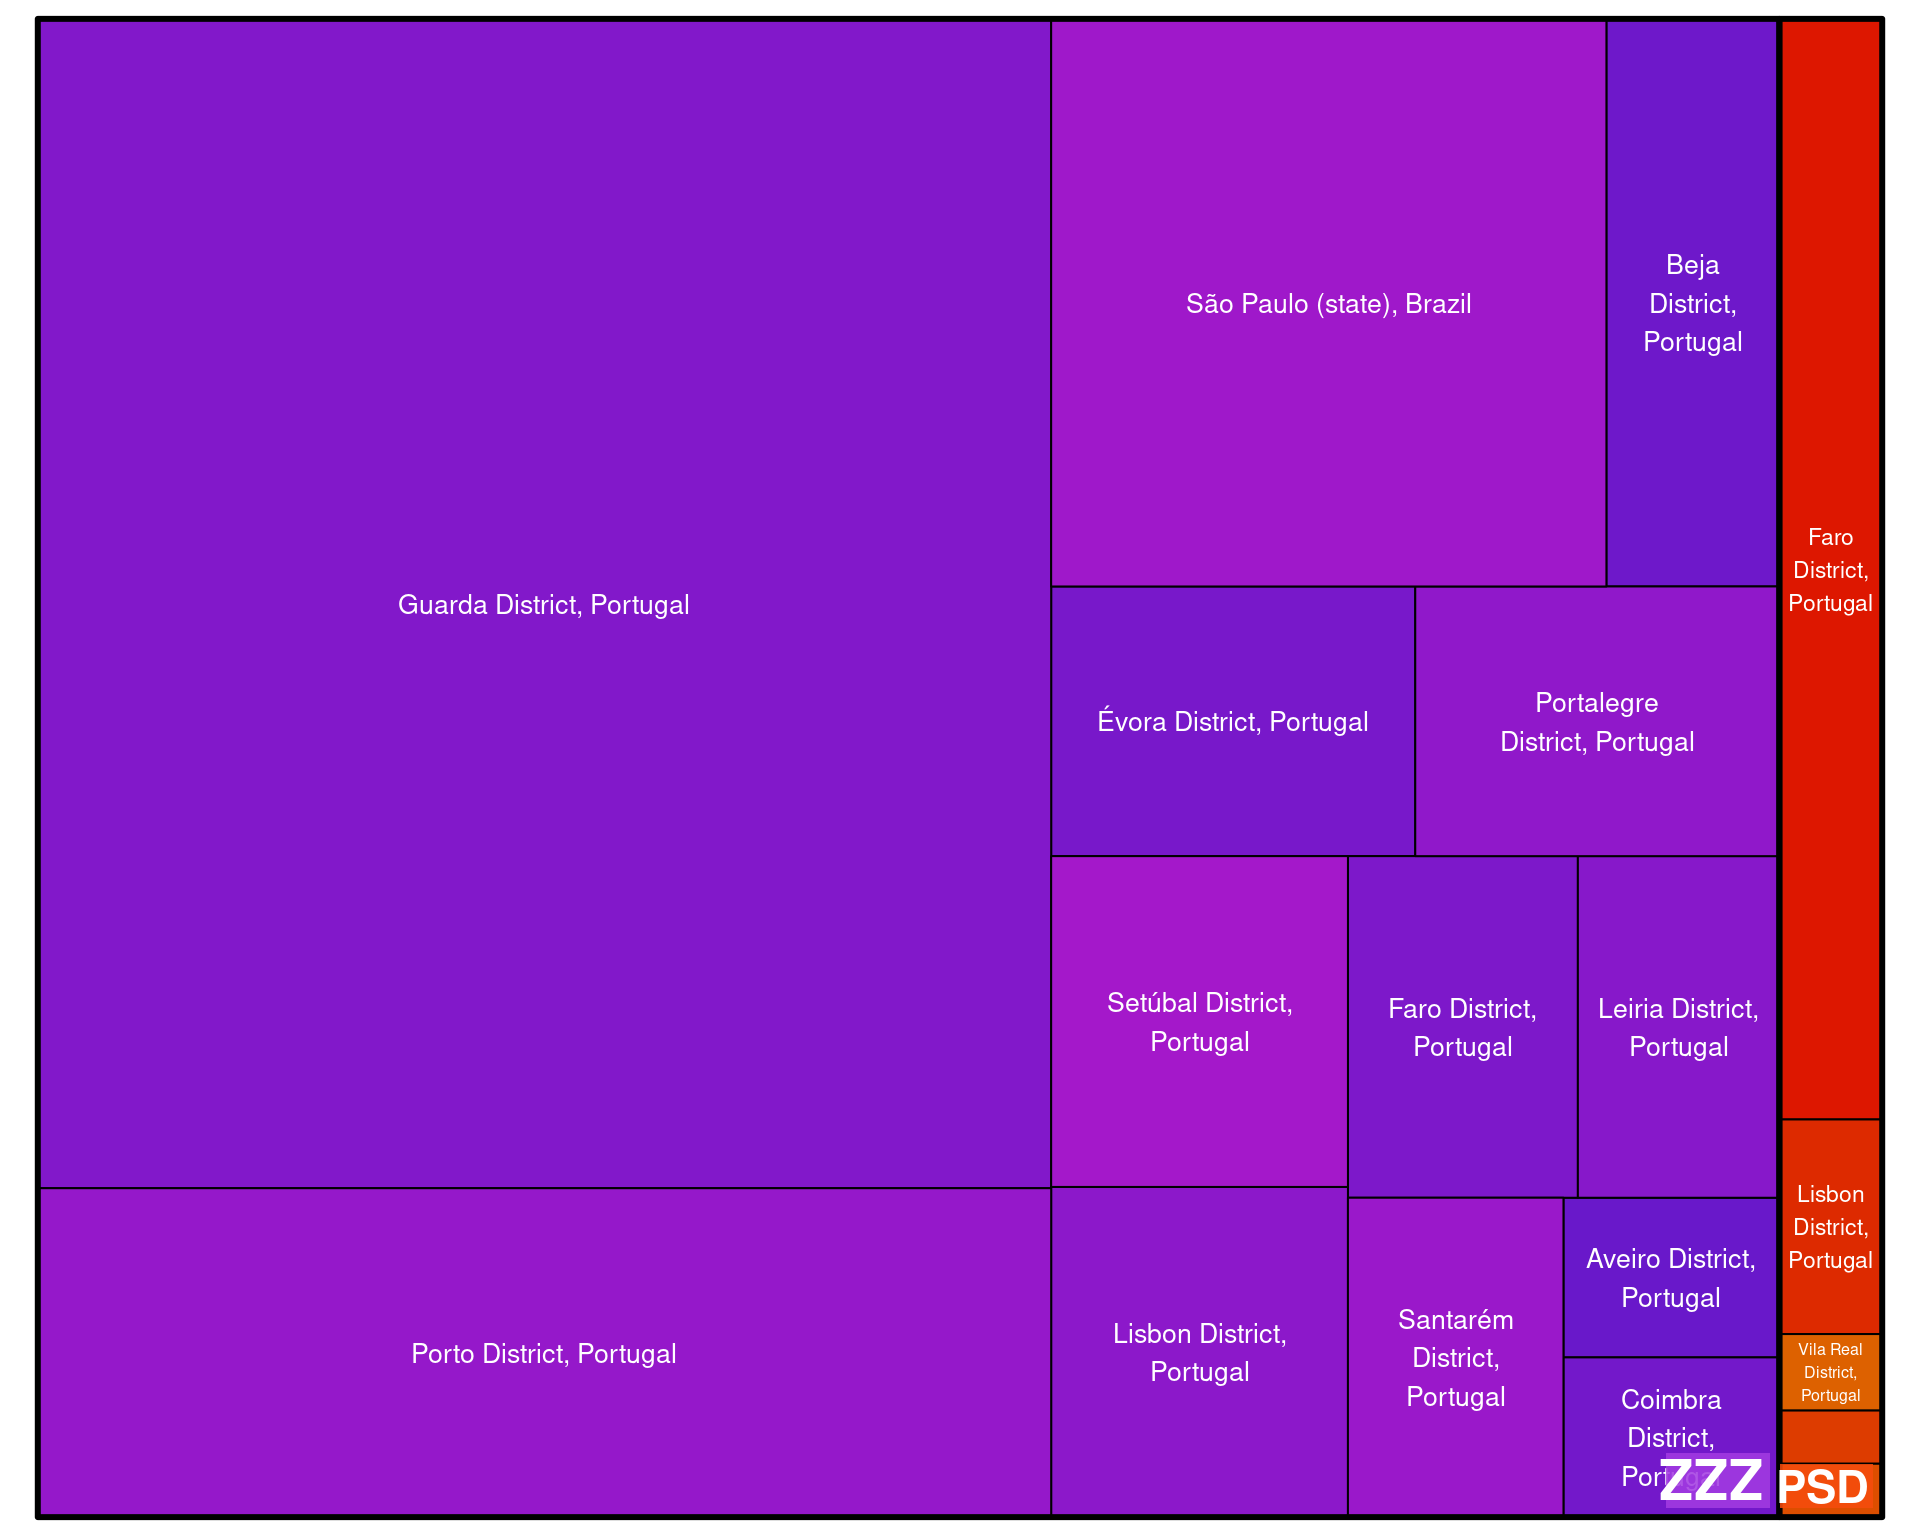 Guarda District, Portugal
Porto District, Portugal
São Paulo (state), Brazil
Beja
District,
Portugal
Évora District, Portugal
Portalegre
District, Portugal
Setúbal District,
Portugal
Faro District,
Portugal
Leiria District,
Portugal
Lisbon District,
Portugal
Santarém
District,
Portugal
Aveiro District,
Portugal
Coimbra
District,
Portugal
ZZZ
Faro
District,
Portugal
Lisbon
District,
Portugal
Vila Real
District,
Portugal
PSD